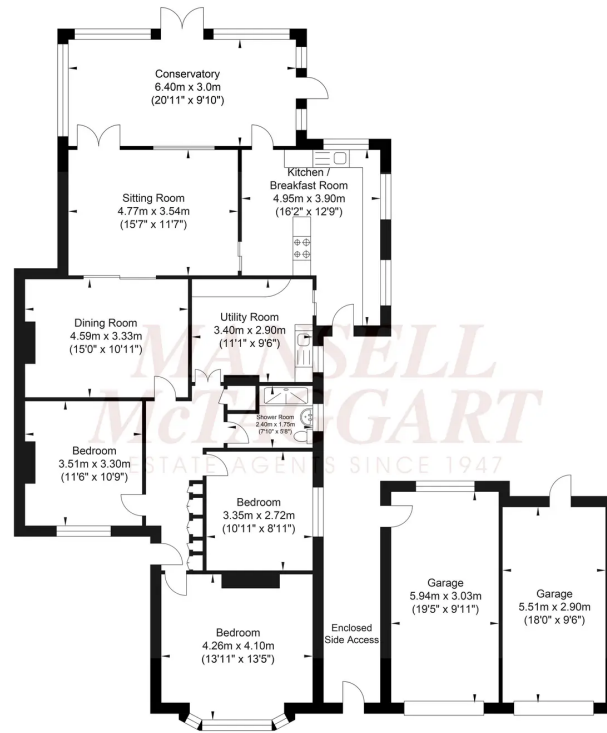 Conservatory
6.40m x 3.0m
(20'11" x 9'10")
Kitchen /
Breakfast Room
4.95m x 3.90m
(16'2" x 12'9")
Sitting Room
4.77m x 3.54m
(15'7" x 11'7")
Dining Room
4.59m x 3.33m
(15'0" x 10'11")
Utility Room
3.40m x 2.90m
(11'1" x 9'6")
MANSELL
McTAGGART
ESTATE AGENTS SINCE 1947
Shower Room
2.40m x 1.75m
(7'10" x 5'8")
Bedroom
3.51m x 3.30m
(11'6" x 10'9")
Bedroom
3.35m x 2.72m
(10'11" x 8'11")
Bedroom
4.26m x 4.10m
(13'11" x 13'5")
Enclosed
Side Access
Garage
5.94m x 3.03m
(19'5" x 9'11")
Garage
5.51m x 2.90m
(18'0" x 9'6")